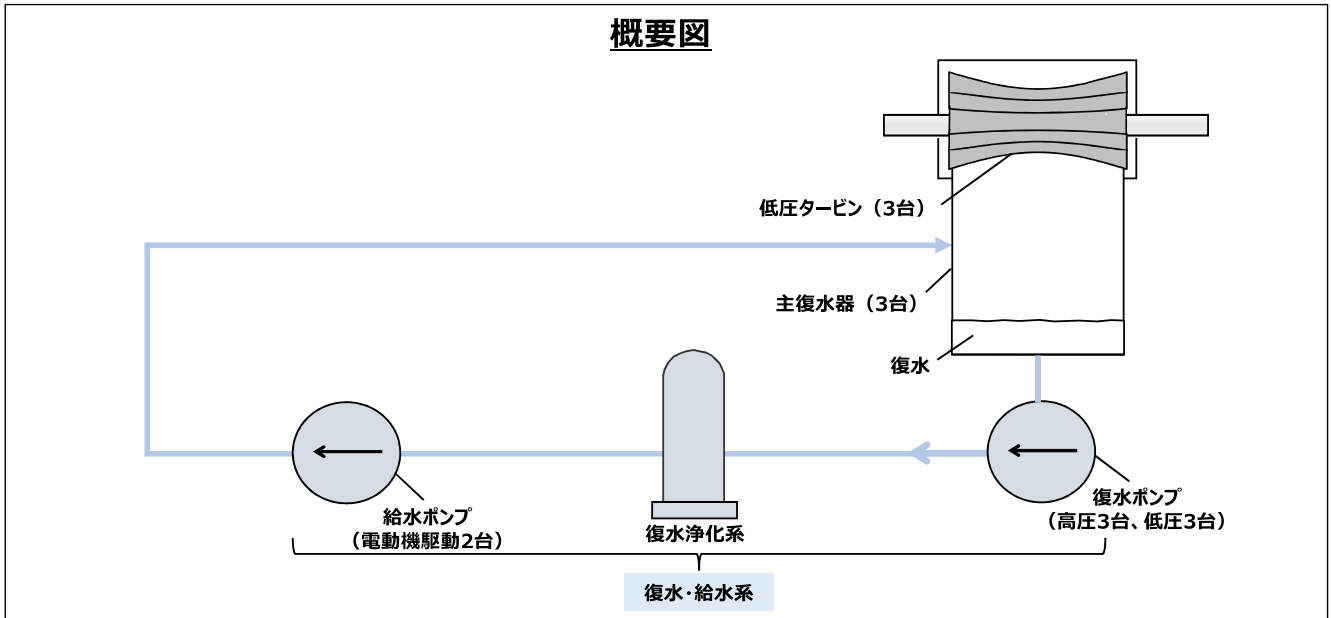 概要図
低圧タービン（3台）
主復水器（3台）
復水
給水ポンプ
（電動機駆動2台）
復水浄化系
復水ポンプ
（高圧3台、低圧3台）
復水・給水系